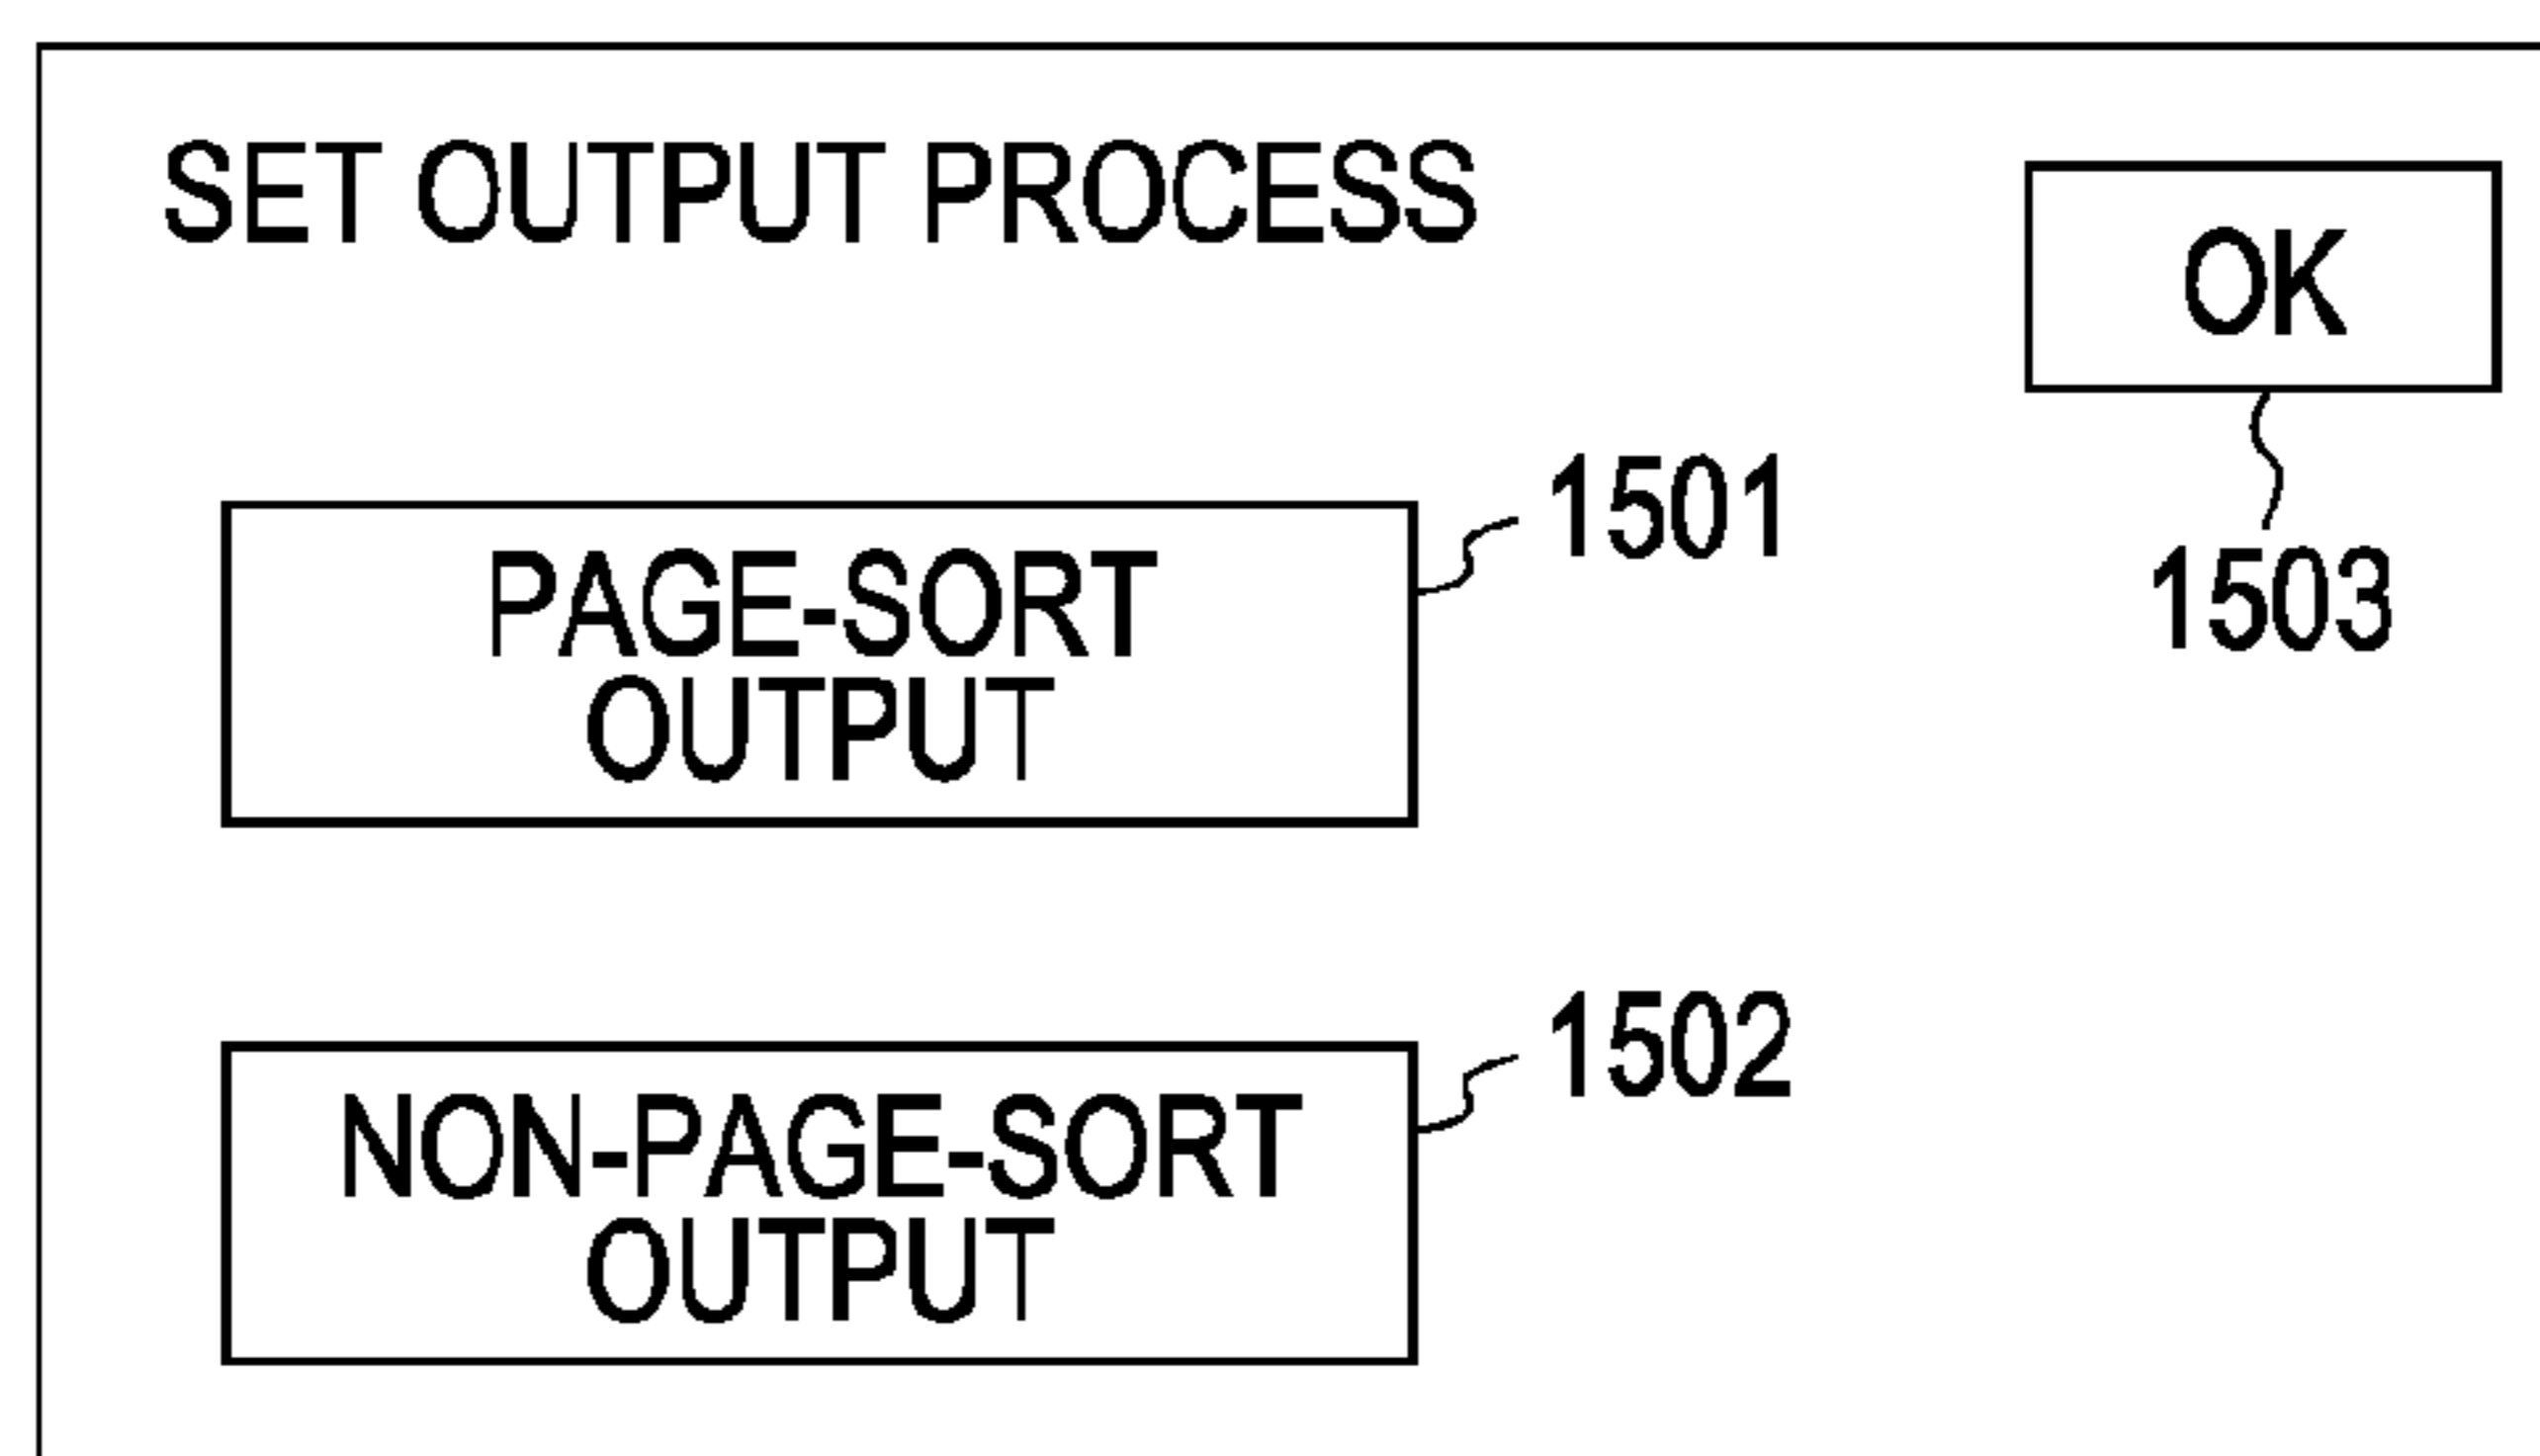 SET OUTPUT PROCESS
OK
1501
PAGE-SORT
OUTPUT
1503
1502
NON-PAGE-SORT
OUTPUT